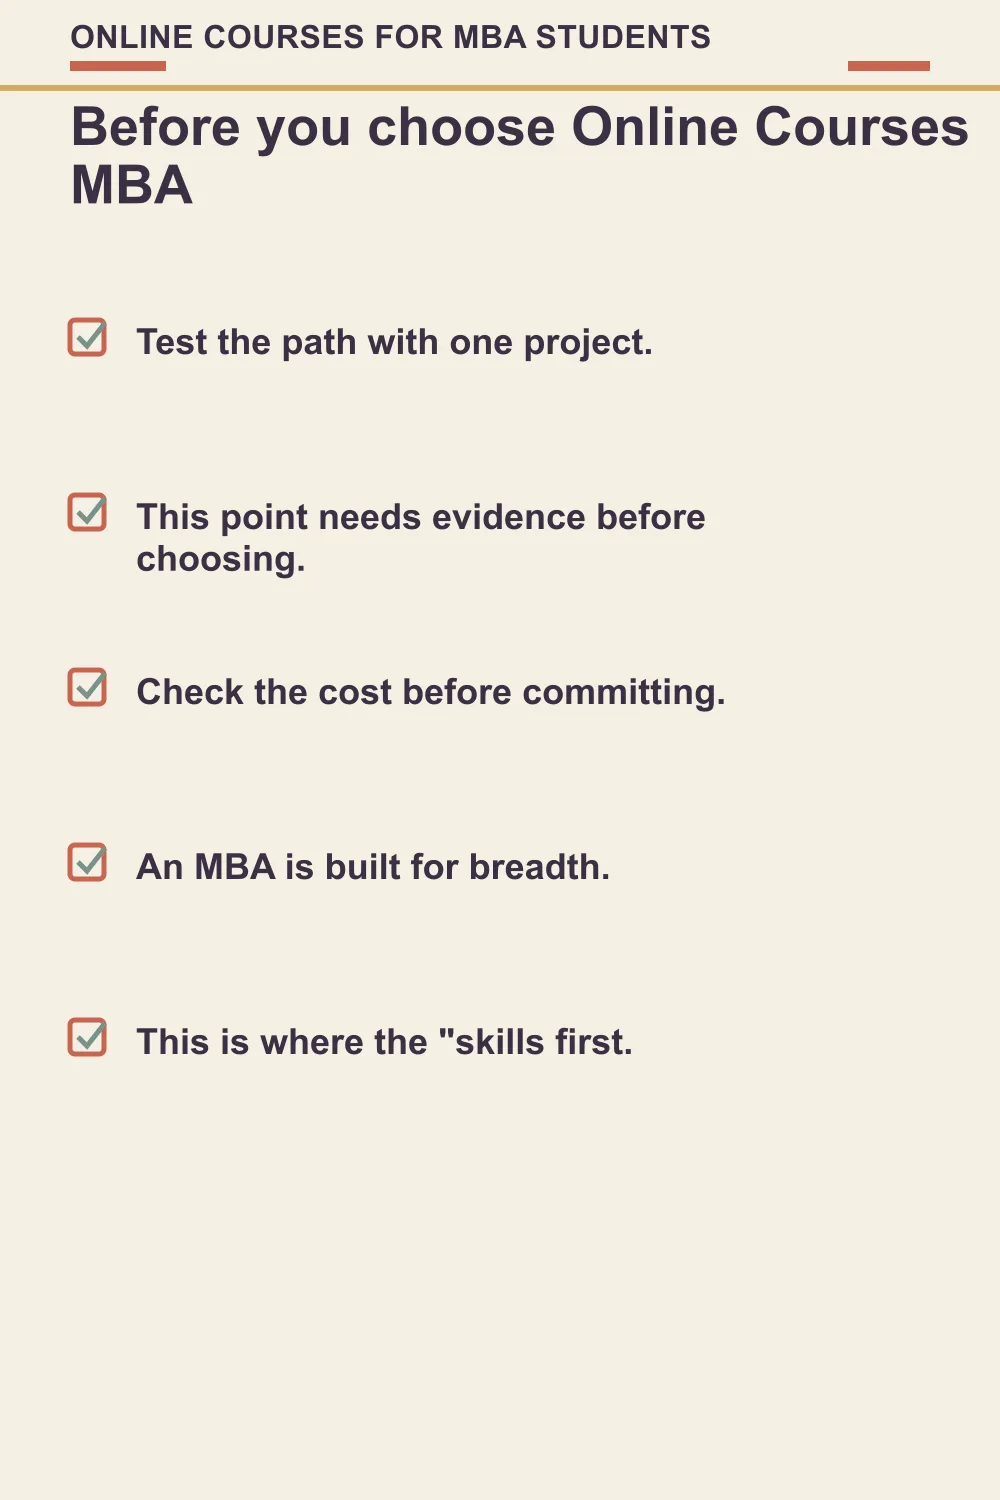 ONLINE COURSES FOR MBA STUDENTS
Before you choose Online Courses
MBA
Test the path with one project.
This point needs evidence before
choosing.
Check the cost before committing.
An MBA is built for breadth.
This is where the "skills first.